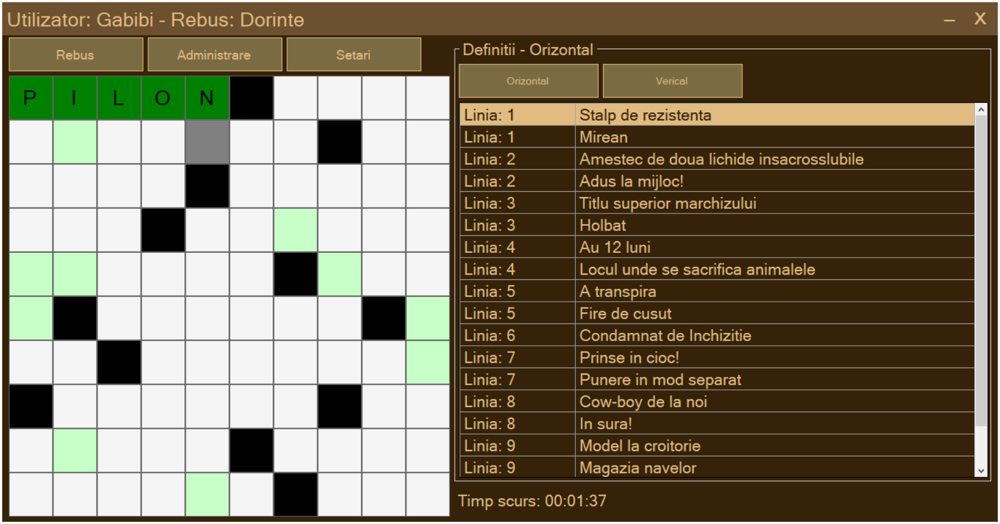 Utilizator: Gabibi - Rebus: Dorinte
Rebus Administrare Setari
P I L O N
Definitii - Orizontal
Orizontal Verical
Linia: 1 Stalp de rezistenta
Linia: 1 Mirean
Linia: 2 Amestec de doua lichide insacrosslubile
Linia: 2 Adus la mijloc!
Linia: 3 Titlu superior marchizului
Linia: 3 Holbat
Linia: 4 Au 12 luni
Linia: 4 Locul unde se sacrifica animalele
Linia: 5 A transpira
Linia: 5 Fire de cusut
Linia: 6 Condamnat de Inchizitie
Linia: 7 Prinse in cioc!
Linia: 7 Punere in mod separat
Linia: 8 Cow-boy de la noi
Linia: 8 In sura!
Linia: 9 Model la croitorie
Linia: 9 Magazia navelor
Timp scurs: 00:01:37